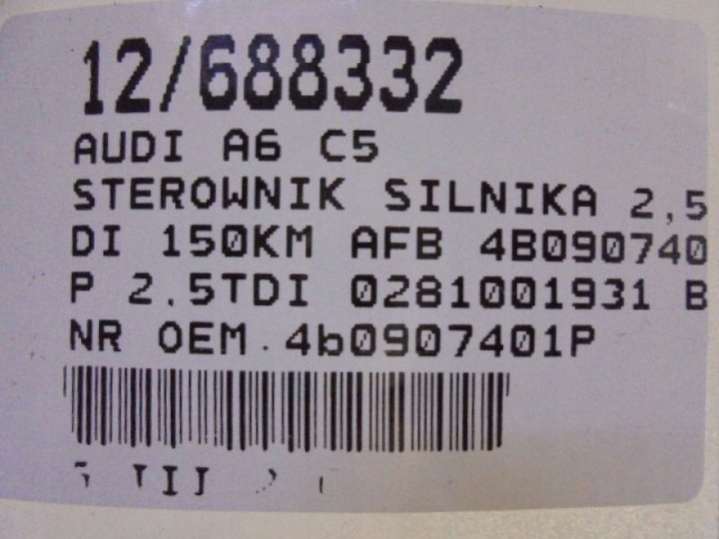 12/688332
AUDI A6 C5
STEROWNIK SILNIKA 2,5
DI 150KM AFB 4B090740
P 2.5TDI 0281001931 B
NR OEM.4b0907401P